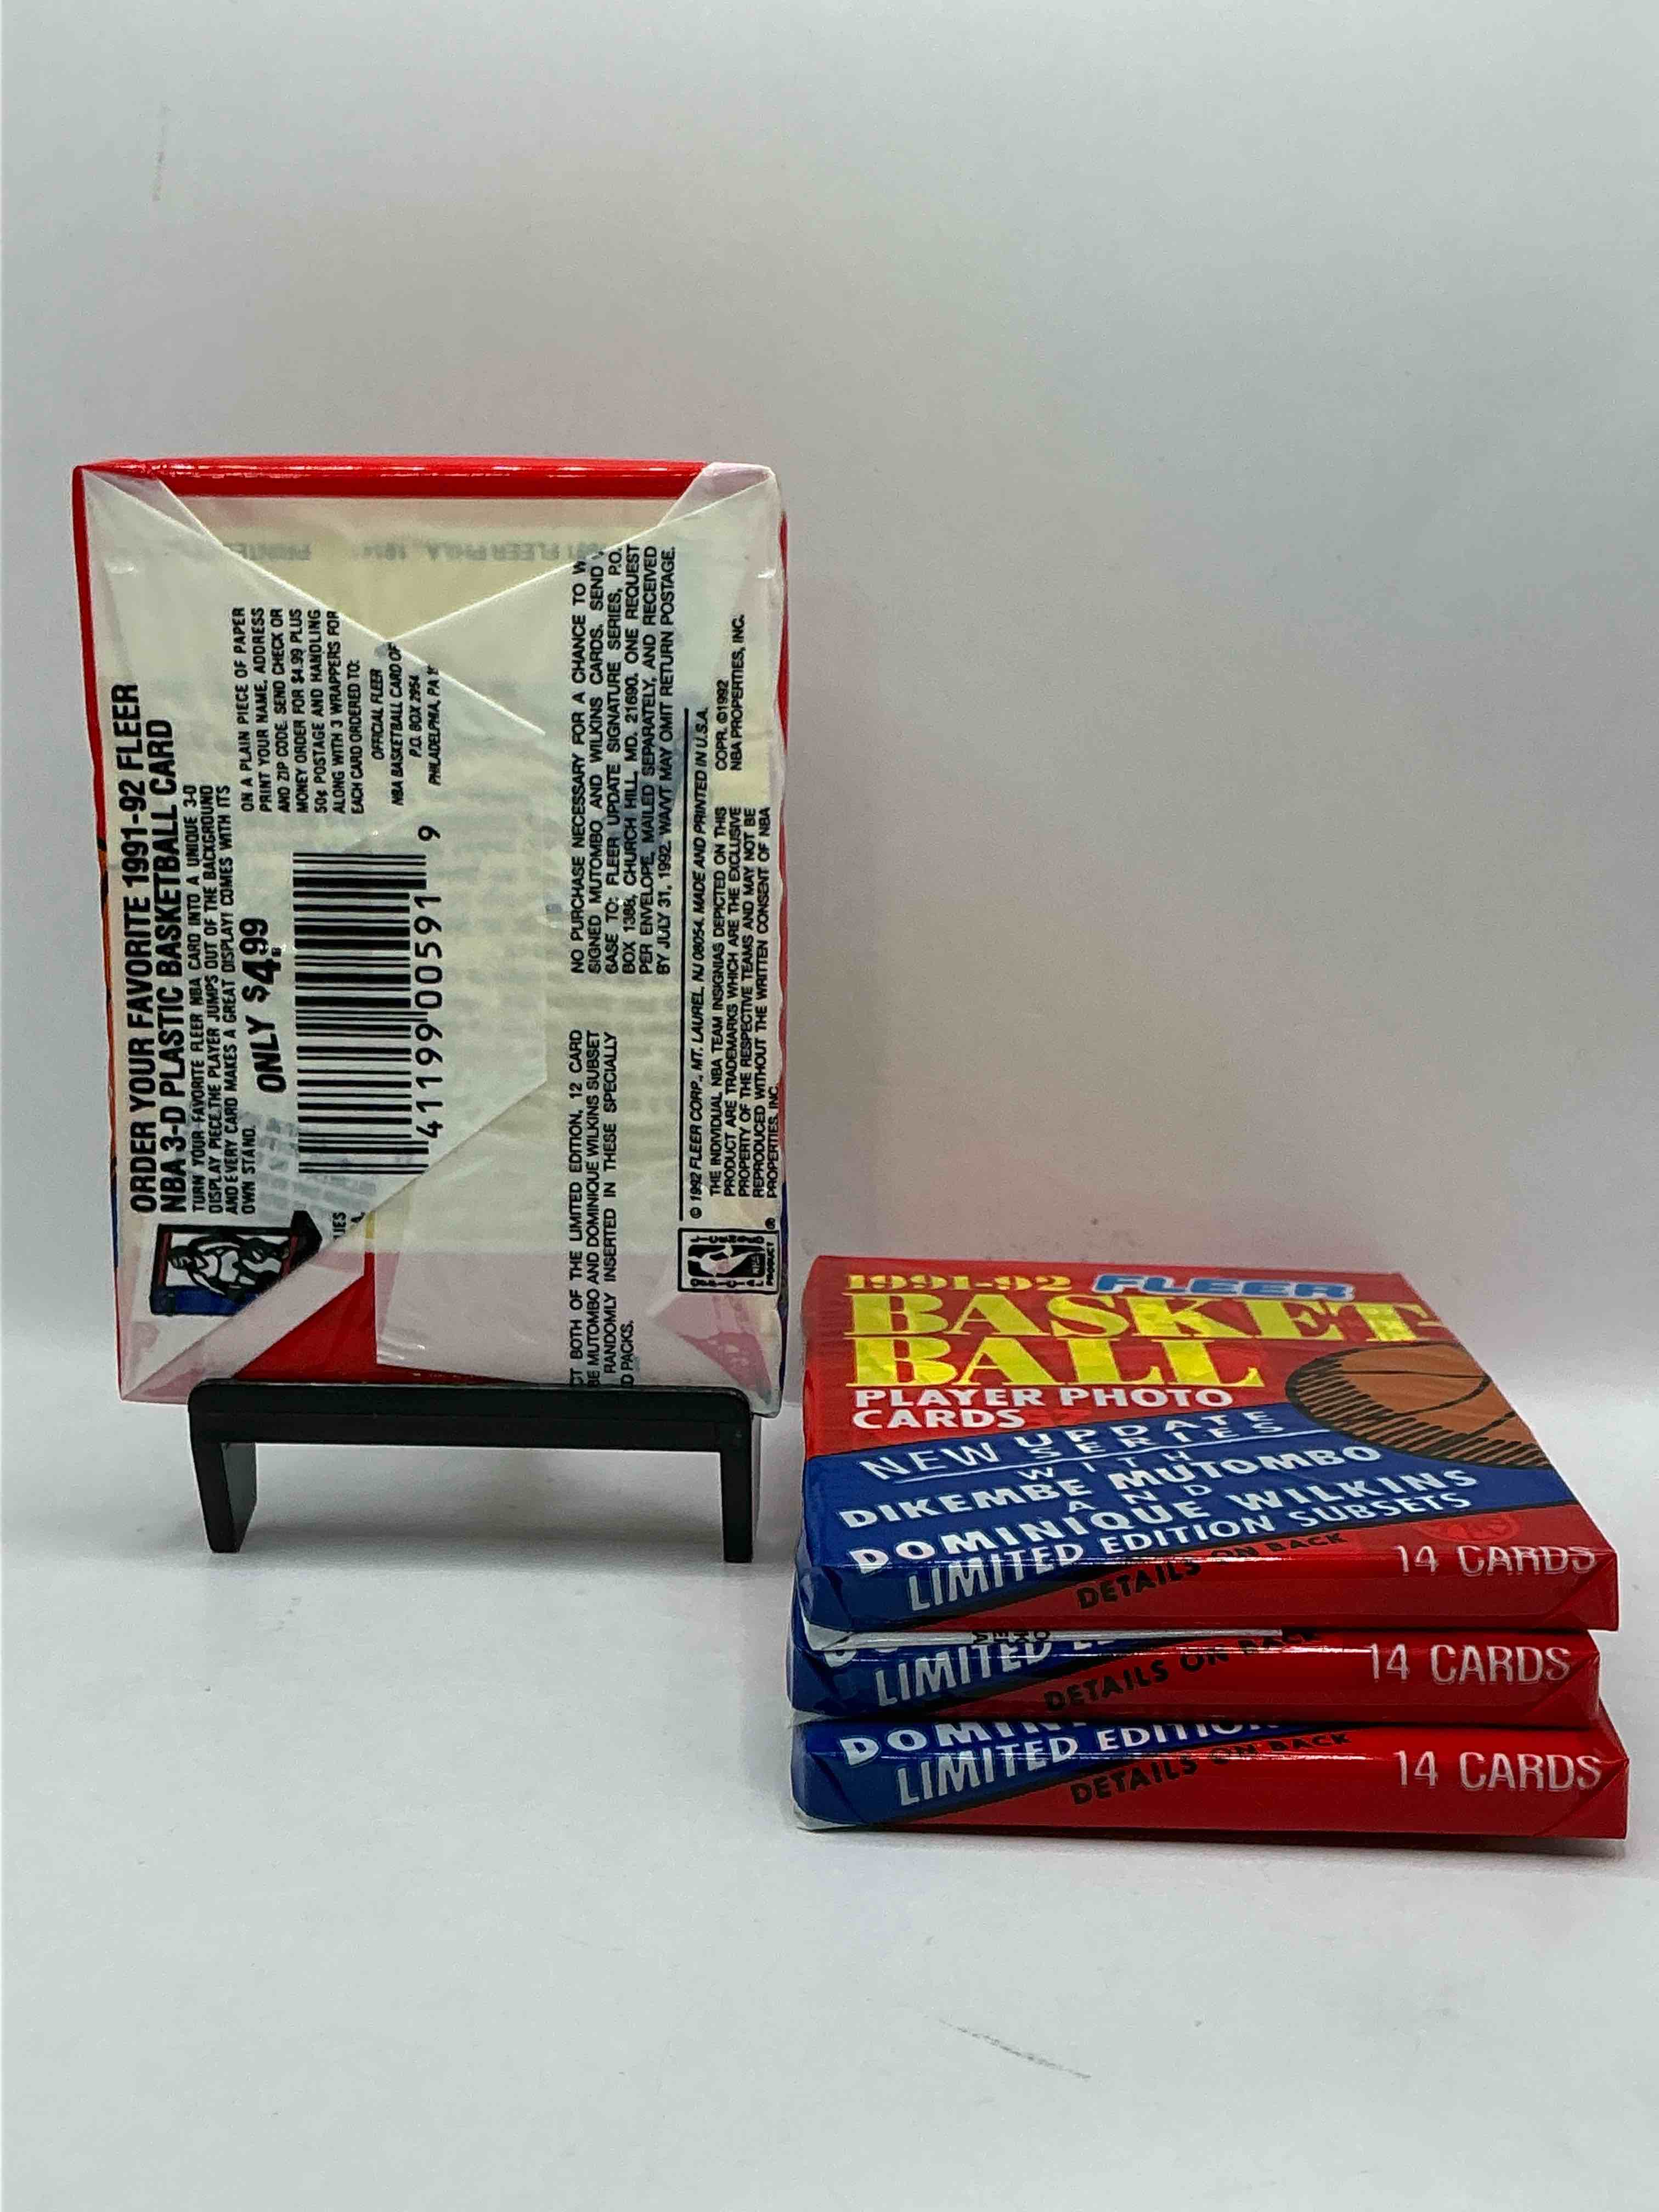 ORDER YOUR FAVORITE 1991-92 FLEER
NBA 3-D PLASTIC BASKETBALL CARD
TURN YOUR FAVORITE FLEER NBA CARD INTO A UNIQUE 3-D
DISPLAY PIECE. THE PLAYER JUMPS OUT OF THE BACKGROUND
AND EVERY CARD MAKES A GREAT DISPLAY! COMES WITH ITS
OWN STAND.
ONLY $4.99
ON A PLAIN PIECE OF PAPER
PRINT YOUR NAME, ADDRESS
AND ZIP CODE. SEND CHECK OR
MONEY ORDER FOR $4.99 PLUS
50¢ POSTAGE AND HANDLING
ALONG WITH 3 WRAPPERS FOR
EACH CARD ORDERED TO:
OFFICIAL FLEER
NBA BASKETBALL CARD OF
P.O. BOX 2954
PHILADELPHIA, PA
41199 00591 9
CT BOTH OF THE LIMITED EDITION, 12 CARD
BE MUTOMBO AND DOMINIQUE WILKINS SUBSET
RANDOMLY INSERTED IN THESE SPECIALLY
D PACKS.
NO PURCHASE NECESSARY FOR A CHANCE TO W
SIGNED MUTOMBO AND WILKINS CARDS. SEND
SASE TO: FLEER UPDATE SIGNATURE SERIES, P.O.
BOX 1388, CHURCH HILL, MD. 21690. ONE REQUEST
PER ENVELOPE, MAILED SEPARATELY, AND RECEIVED
BY JULY 31, 1992. WA/VT MAY OMIT RETURN POSTAGE.
© 1992 FLEER CORP., MT. LAUREL, NJ 08054. MADE AND PRINTED IN U.S.A.
THE INDIVIDUAL NBA TEAM INSIGNIAS DEPICTED ON THIS
PRODUCT ARE TRADEMARKS WHICH ARE THE EXCLUSIVE
PROPERTY OF THE RESPECTIVE TEAMS AND MAY NOT BE
REPRODUCED WITHOUT THE WRITTEN CONSENT OF NBA
PROPERTIES, INC.
COPR. ©1992
NBA PROPERTIES, INC.
1991-92 FLEER
BASKET-
BALL
PLAYER PHOTO
CARDS
NEW UPDATE
SERIES
WITH
DIKEMBE MUTOMBO
AND
DOMINIQUE WILKINS
LIMITED EDITION SUBSETS
DETAILS ON BACK
14 CARDS
LIMITED
DETAILS ON BACK
14 CARDS
DOMIN
LIMITED EDITION
DETAILS ON BACK
14 CARDS